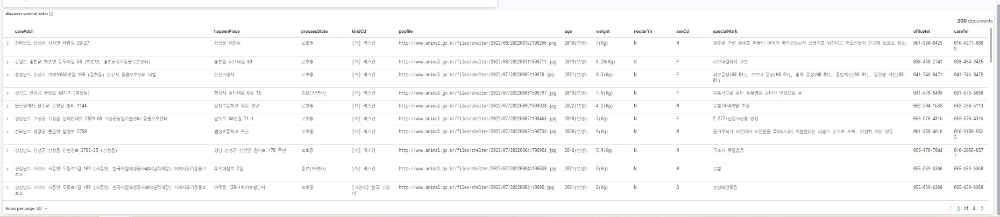 discover-animal-infor
200 documents
careAddr happenPlace processState kindCd popfile age weight neuterYn sexCd specialMark officetel careTel
전라남도 장성군 삼서면 대중길 29-27 장성읍 대창동 보호중 [개] 믹스견 http://www.animal.go.kr/files/shelter/2022/08/202208122108266.png 2018(년생) 7(Kg) N M 일주일 가량 동네를 떠돌던 아이가 배가고팠는지 쓰레기를 뒤진다고 어르신들이 신고해 보호소 입소. 061-390-8425 010-6271-888
9
강원도 홍천군 화촌면 둔덕이길 68 (화촌면, 홍천군유기동물보호센터) 홍천읍 너브내길 59 보호중 [개] 믹스견 http://www.animal.go.kr/files/shelter/2022/08/202208111308711.jpg 2019(년생) 3.20(Kg) U F 너브내길에서 구조 033-430-2741 033-434-9435
충청남도 논산시 계백로665번길 100 (등화동) 논산시 동물보호센터 더함 논산소방서 보호중 [개] 믹스견 http://www.animal.go.kr/files/shelter/2022/08/202208091108078.jpg 2021(년생) 8.3(Kg) N F 파보음성(08.01), 코로나 음성(08.01), 홍역 음성(08.01), 종합백신(08.01), 광견병 백신(08. 041-746-8471 041-746-8475
01)
경기도 안성시 중앙로 431-1 (봉남동) 화성시 동탄대로 6길 15 종료(자연사) [개] 믹스견 http://www.animal.go.kr/files/shelter/2022/08/202208081508797.jpg 2019(년생) 7.6(Kg) N F 교통사고로 동탄 동물병원 갔다가 안성으로 옴 031-678-5493 031-673-5858
울산광역시 울주군 온양읍 발리 1144 남창고등학교 뒷문 인근 보호중 [개] 믹스견 http://www.animal.go.kr/files/shelter/2022/08/202208091308928.jpg 2022(년생) 4.2(Kg) N M 순함/3~4개월 추정 052-204-1635 052-238-6113
경상남도 고성군 고성읍 남해안대로 2829-60 고성군농업기술센터 동물보호센터 남포로 68번길 71-1 보호중 [개] 믹스견 http://www.animal.go.kr/files/shelter/2022/07/202208071108465.jpg 2018(년생) 7(Kg) N F 2-277/심장사상충 양성 055-670-4316 055-670-4316
전라남도 영광군 불갑면 함영로 2758 법성초등학교 부근 보호중 [개] 믹스견 http://www.animal.go.kr/files/shelter/2022/07/202208051108733.jpg 2020(년생) 9(Kg) N M 들개무리가 어린이와 노인들을 쫓아다니며 위협한다는 파출소 신고로 포획, 야생화 되어 있음 061-350-4616 010-9188-552
5
경상남도 산청군 산청읍 친환경로 2783-25 (산청읍) 경남 산청군 신안면 원지로 178 주변 보호중 [개] 믹스견 http://www.animal.go.kr/files/shelter/2022/07/202208041708954.jpg 2014(년생) 5.9(Kg) N M 구조시 목줄없음 055-970-7844 010-2050-857
7
경상남도 거제시 사등면 두동로1길 109 (사등면, 한국자원재생공사폐비닐적재장) 거제시유기동물보 옥포대첩로 2길 종료(자연사) [개] 믹스견 http://www.animal.go.kr/files/shelter/2022/07/202208041108538.jpg 2021(년생) 6(Kg) N M 순함 055-639-6366 055-639-6368
호소
경상남도 거제시 사등면 두동로1길 109 (사등면, 한국자원재생공사폐비닐적재장) 거제시유기동물보 아주동 128-1화이트빌근처 보호중 [고양이] 한국 고양 http://www.animal.go.kr/files/shelter/2022/07/202208041108895.jpg 2021(년생) 2(Kg) N Q 눈상태안좋음 055-639-6366 055-639-6368
호소 이
Rows per page: 50
1 of 4